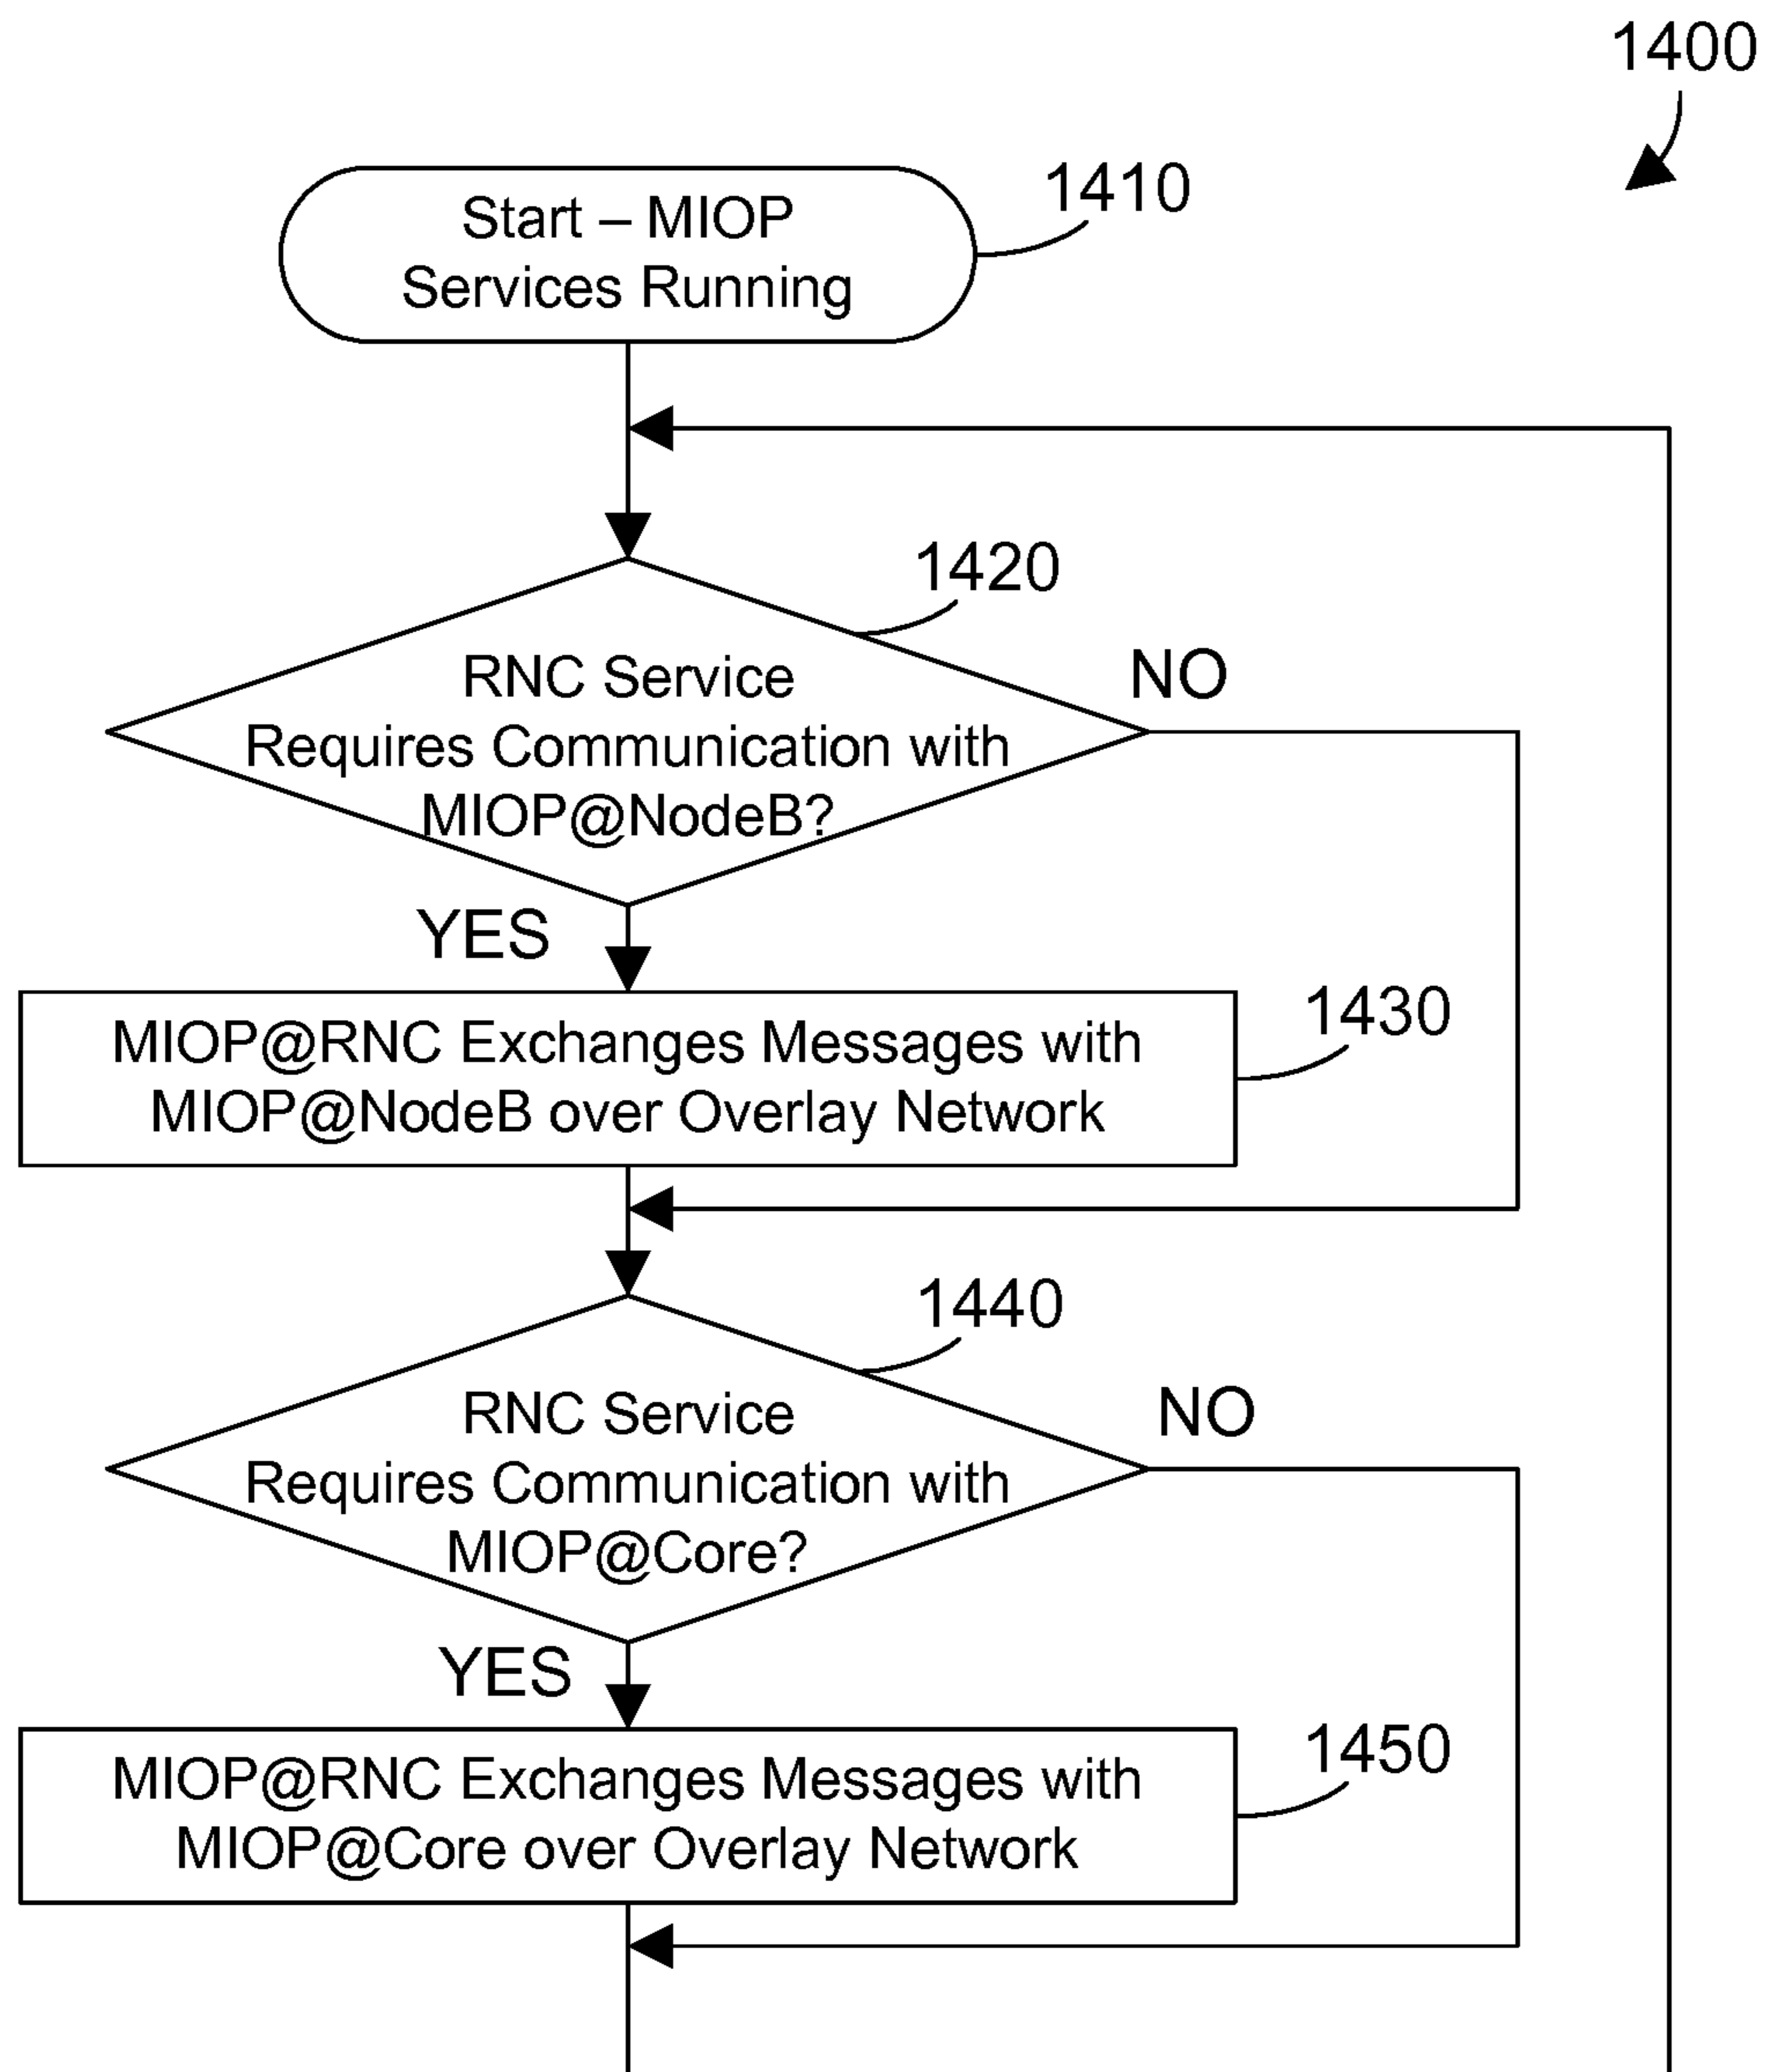 1400
Start – MIOP
Services Running
1410
1420
RNC Service
Requires Communication with
MIOP@NodeB?
NO
YES
MIOP@RNC Exchanges Messages with
MIOP@NodeB over Overlay Network
1430
1440
RNC Service
Requires Communication with
MIOP@Core?
NO
YES
MIOP@RNC Exchanges Messages with
MIOP@Core over Overlay Network
1450